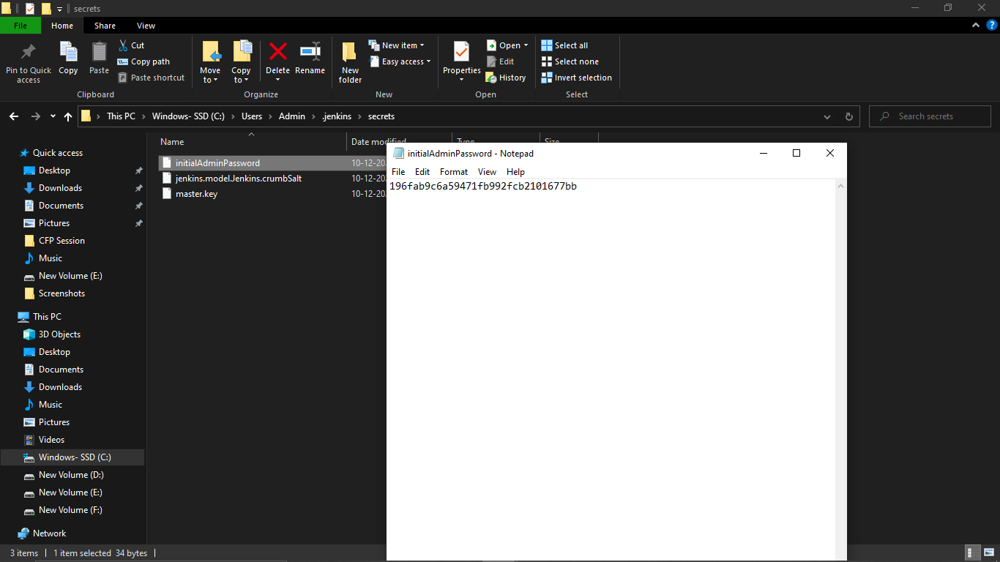 secrets
File Home Share View
Pin to Quick access
Copy
Paste
Cut
Copy path
Paste shortcut
Clipboard
Move to
Copy to
Delete
Rename
Organize
New folder
New item
Easy access
New
Properties
Open
Edit
History
Open
Select all
Select none
Invert selection
Select
This PC > Windows- SSD (C:) > Users > Admin > .jenkins > secrets
Search secrets
Name Date modified Type Size
initialAdminPassword 10-12-20
jenkins.model.Jenkins.crumbSalt 10-12-20
master.key 10-12-20
Quick access
Desktop
Downloads
Documents
Pictures
CFP Session
Music
New Volume (E:)
Screenshots
This PC
3D Objects
Desktop
Documents
Downloads
Music
Pictures
Videos
Windows- SSD (C:)
New Volume (D:)
New Volume (E:)
New Volume (F:)
Network
initialAdminPassword - Notepad
File Edit Format View Help
196fab9c6a59471fb992fcb2101677bb
3 items 1 item selected 34 bytes